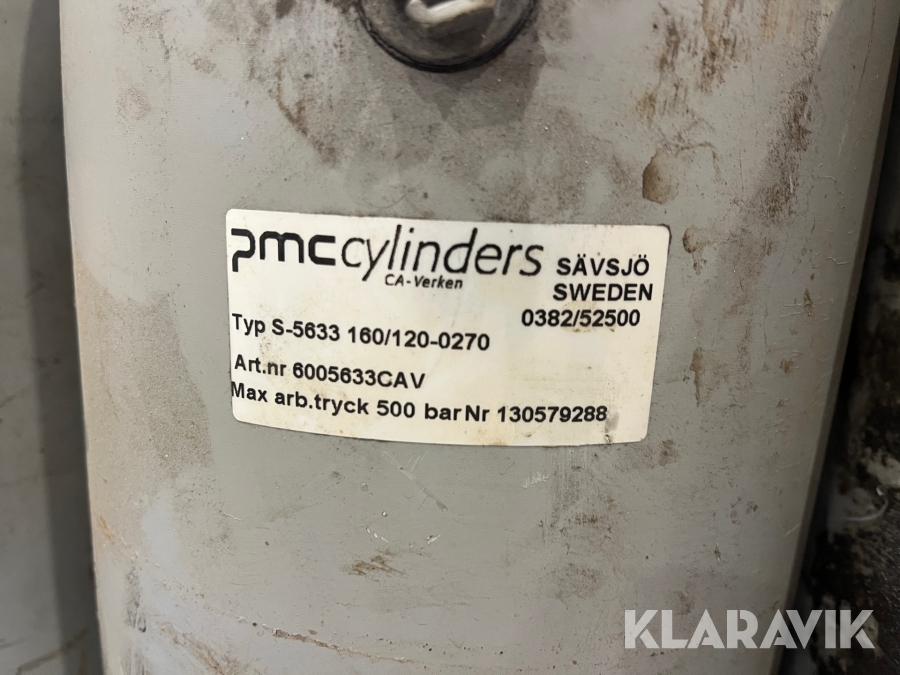 pmccylinders
CA-Verken
SÄVSJÖ
SWEDEN
0382/52500
Typ S-5633 160/120-0270
Art.nr 6005633CAV
Max arb.tryck 500 bar Nr 130579288
KLARAVIK